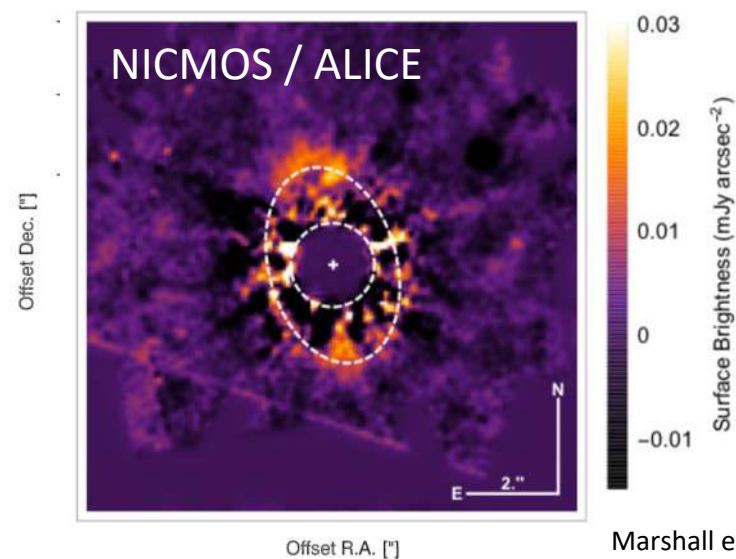 NICMOS / ALICE
0.03
0.02
0.01
0
−0.01
Surface Brightness (mJy arcsec⁻²)
Offset Dec. ["]
N
E
2."
Offset R.A. ["]
Marshall e